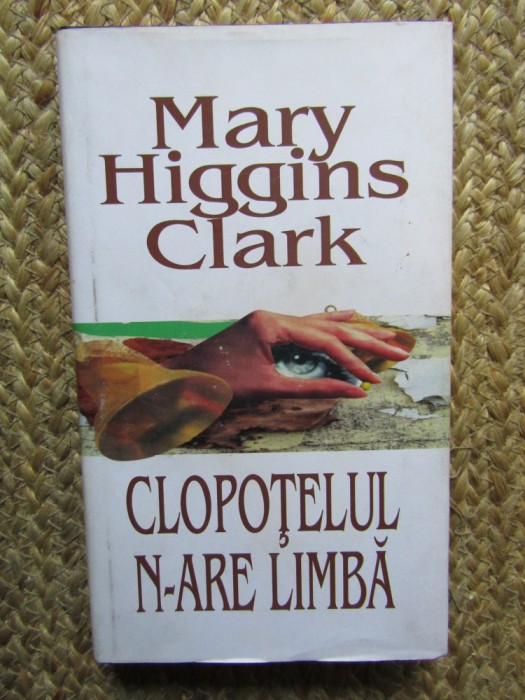 Mary
Higgins
Clark
CLOPOŢELUL
N-ARE LIMBĂ